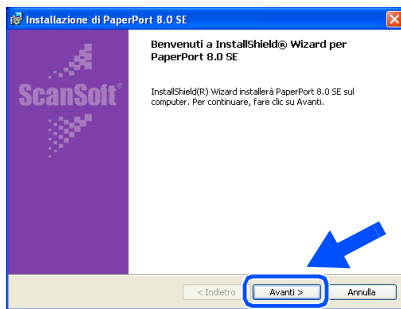 Installazione di PaperPort 8.0 SE
ScanSoft®
Benvenuti a InstallShield® Wizard per
PaperPort 8.0 SE
InstallShield(R) Wizard installerà PaperPort 8.0 SE sul
computer. Per continuare, fare clic su Avanti.
< Indietro Avanti > Annulla